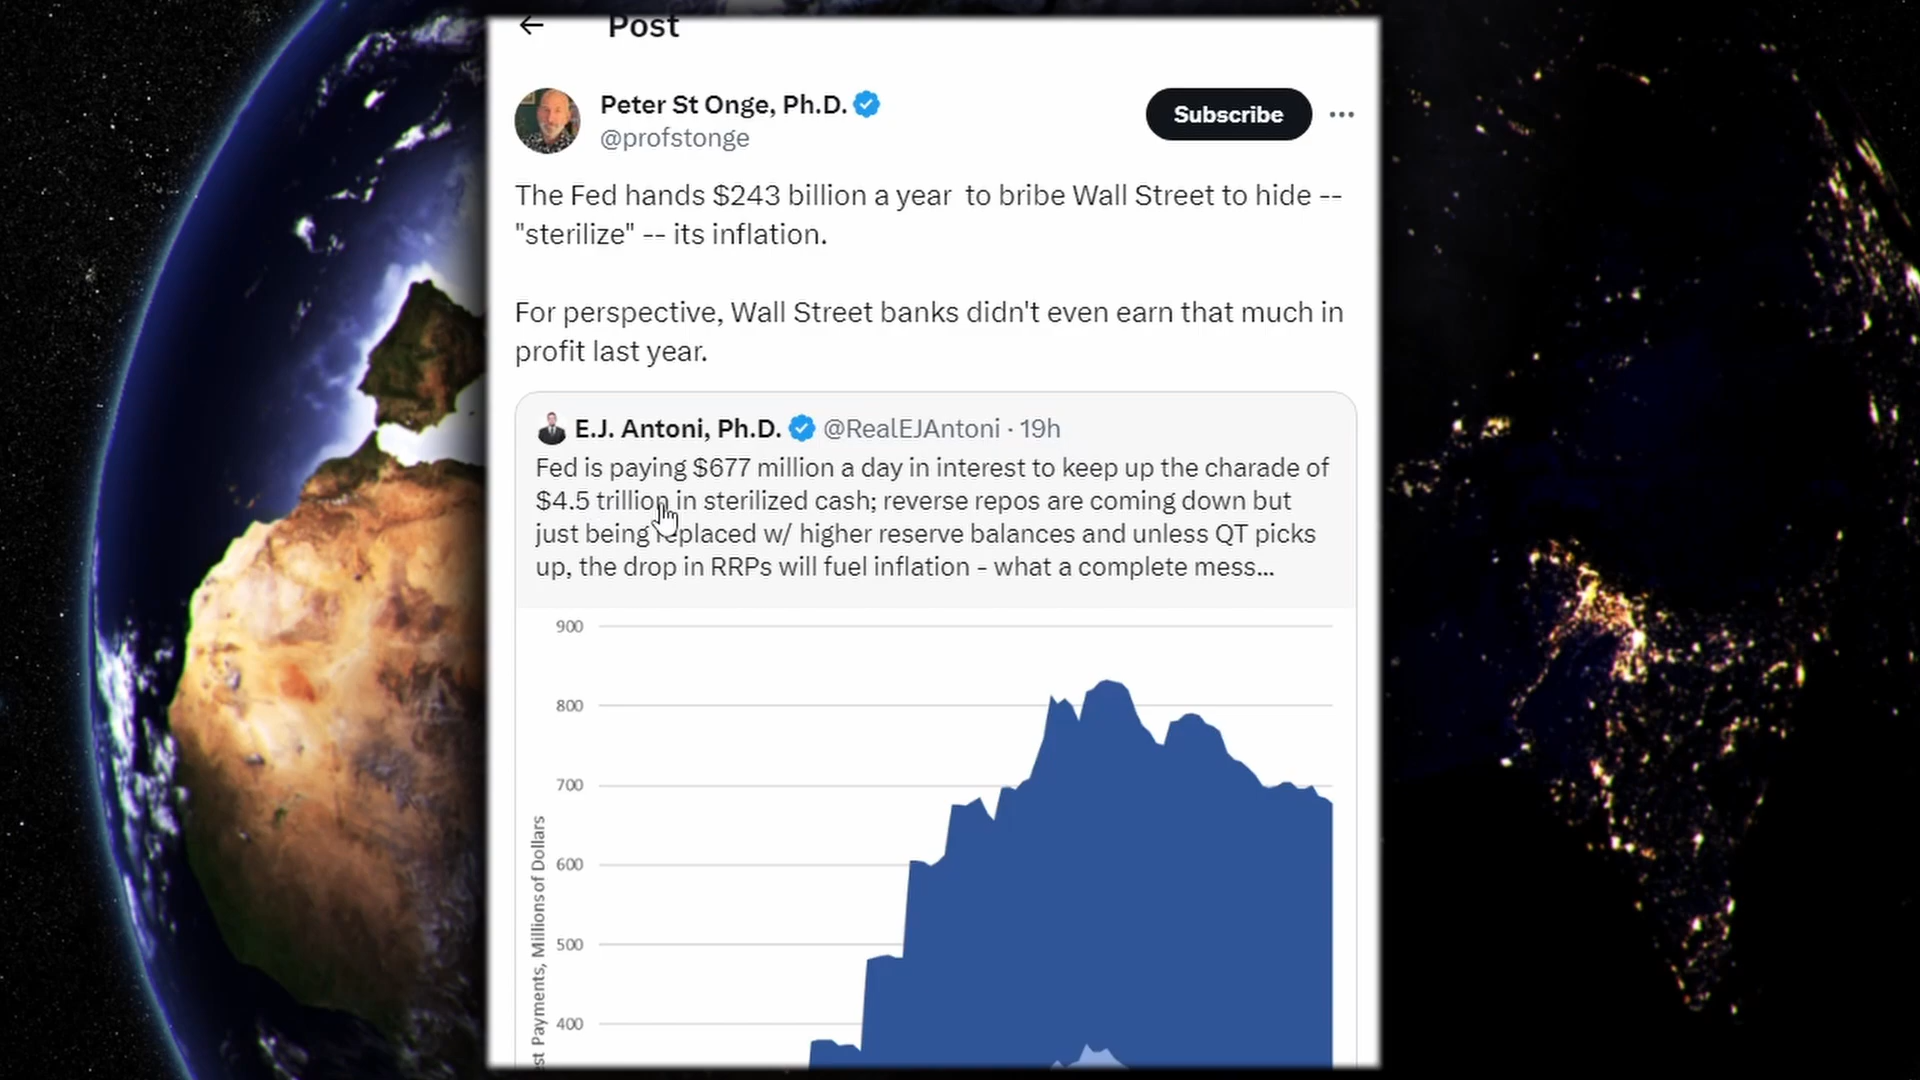 Post
Peter St Onge, Ph.D.
@profstonge
Subscribe
The Fed hands $243 billion a year to bribe Wall Street to hide --
"sterilize" -- its inflation.
For perspective, Wall Street banks didn't even earn that much in
profit last year.
E.J. Antoni, Ph.D. @RealEJAntoni · 19h
Fed is paying $677 million a day in interest to keep up the charade of
$4.5 trillion in sterilized cash; reverse repos are coming down but
just being replaced w/ higher reserve balances and unless QT picks
up, the drop in RRPs will fuel inflation - what a complete mess...
900
800
700
600
500
400
Payments, Millions of Dollars